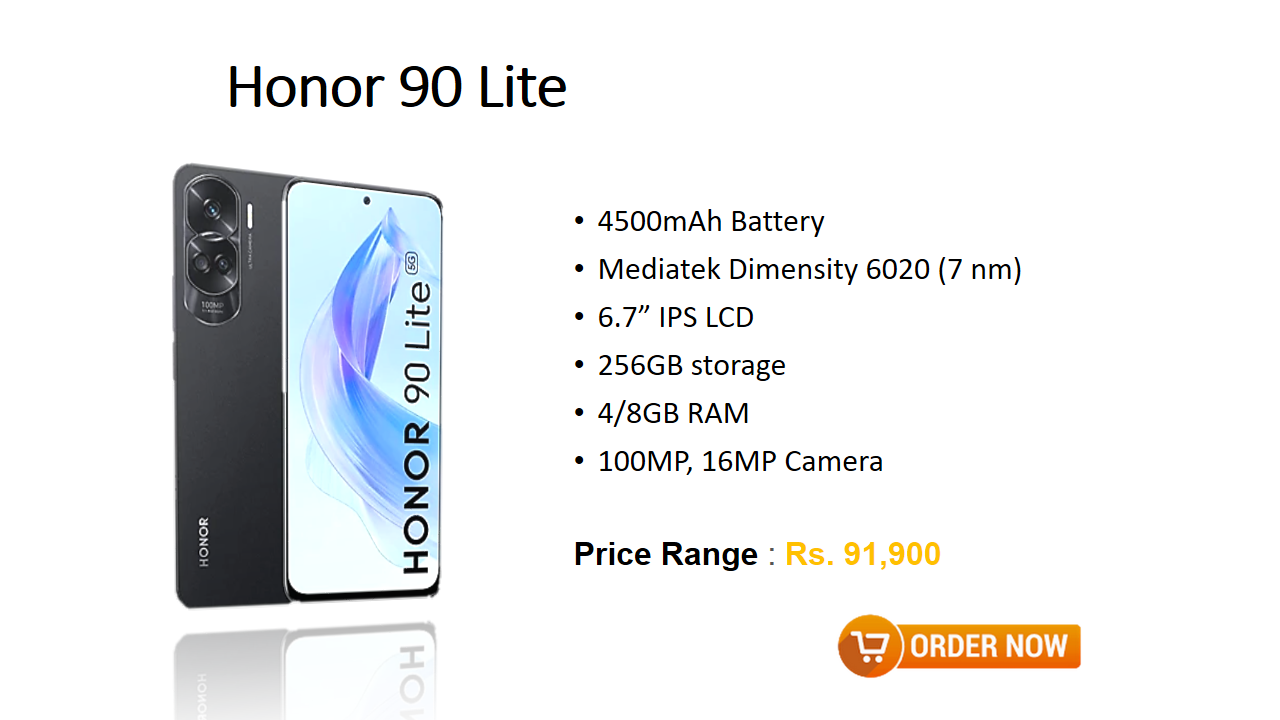 Honor 90 Lite
• 4500mAh Battery
• Mediatek Dimensity 6020 (7 nm)
• 6.7” IPS LCD
• 256GB storage
• 4/8GB RAM
• 100MP, 16MP Camera
Price Range : Rs. 91,900
ORDER NOW
HONOR 90 Lite 5G
HONOR
100MP